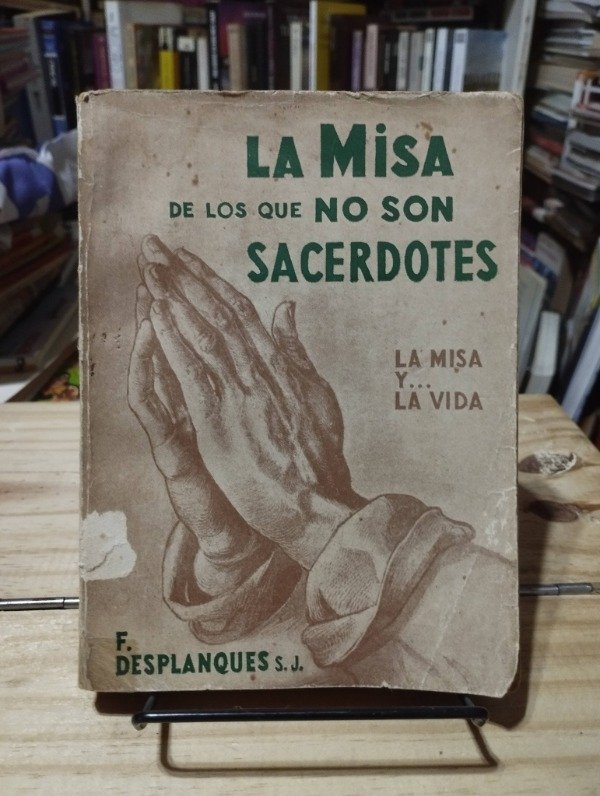 LA MiSA
DE LOS QUE NO SON
SACERDOTES
LA MISA
Y...
LA VIDA
F.
DESPLANQUES S. J.